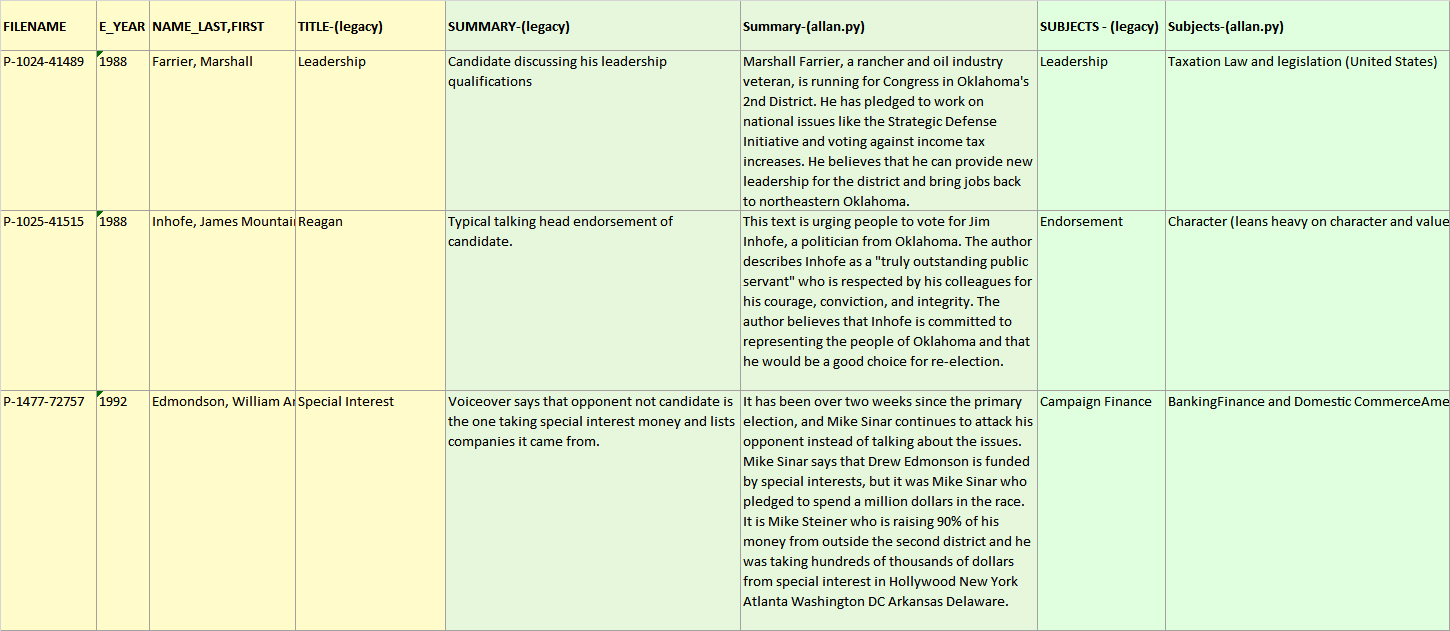 FILENAME E_YEAR NAME_LAST,FIRST TITLE-(legacy) SUMMARY-(legacy) Summary-(allan.py) SUBJECTS - (legacy) Subjects-(allan.py)
P-1024-41489 1988 Farrier, Marshall Leadership
Candidate discussing his leadership
qualifications
Marshall Farrier, a rancher and oil industry
veteran, is running for Congress in Oklahoma's
2nd District. He has pledged to work on
national issues like the Strategic Defense
Initiative and voting against income tax
increases. He believes that he can provide new
leadership for the district and bring jobs back
to northeastern Oklahoma.
Leadership
Taxation Law and legislation (United States)
P-1025-41515 1988 Inhofe, James Mountai Reagan
Typical talking head endorsement of
candidate.
This text is urging people to vote for Jim
Inhofe, a politician from Oklahoma. The author
describes Inhofe as a "truly outstanding public
servant" who is respected by his colleagues for
his courage, conviction, and integrity. The
author believes that Inhofe is committed to
representing the people of Oklahoma and that
he would be a good choice for re-election.
Endorsement
Character (leans heavy on character and value
P-1477-72757 1992 Edmondson, William Ar Special Interest
Voiceover says that opponent not candidate is
the one taking special interest money and lists
companies it came from.
It has been over two weeks since the primary
election, and Mike Sinar continues to attack his
opponent instead of talking about the issues.
Mike Sinar says that Drew Edmonson is funded
by special interests, but it was Mike Sinar who
pledged to spend a million dollars in the race.
It is Mike Steiner who is raising 90% of his
money from outside the second district and he
was taking hundreds of thousands of dollars
from special interest in Hollywood New York
Atlanta Washington DC Arkansas Delaware.
Campaign Finance
BankingFinance and Domestic CommerceAme